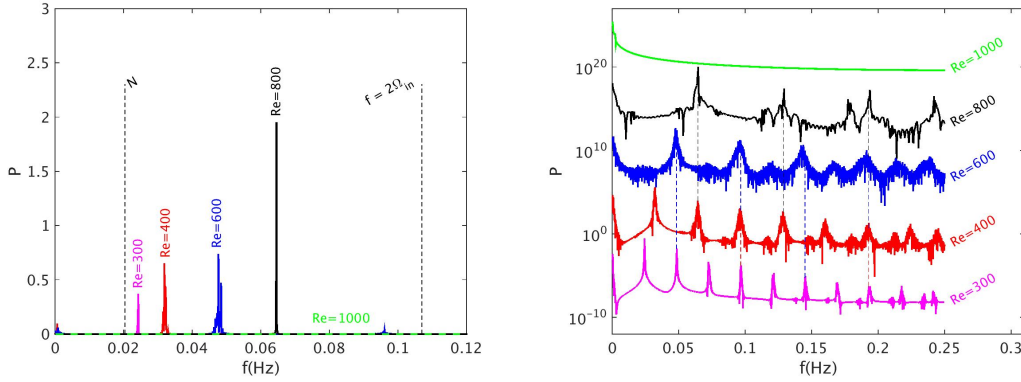 3
2.5
2
1.5
1
0.5
0
P
0
0.02
0.04
0.06
0.08
0.1
0.12
f(Hz)
N
f = 2Ω_in
Re=300
Re=400
Re=600
Re=800
Re=1000
10^20
10^10
10^0
10^-10
P
0
0.05
0.1
0.15
0.2
0.25
0.3
f(Hz)
Re=1000
Re=800
Re=600
Re=400
Re=300